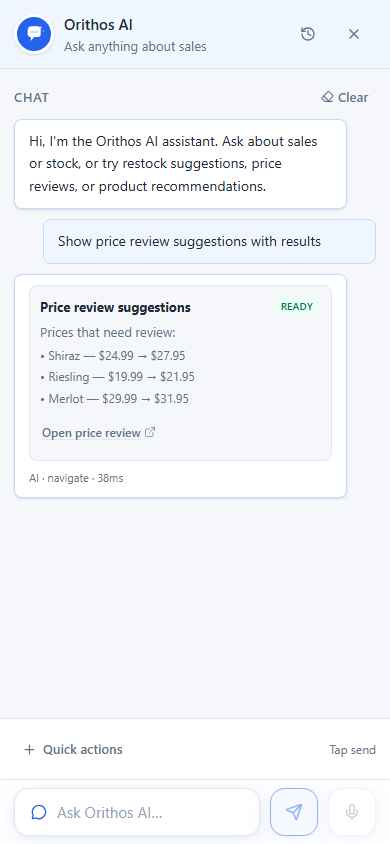 Orithos AI
Ask anything about sales
CHAT
Clear
Hi, I'm the Orithos AI assistant. Ask about sales
or stock, or try restock suggestions, price
reviews, or product recommendations.
Show price review suggestions with results
Price review suggestions
READY
Prices that need review:
• Shiraz — $24.99 → $27.95
• Riesling — $19.99 → $21.95
• Merlot — $29.99 → $31.95
Open price review
AI · navigate · 38ms
Quick actions
Tap send
Ask Orithos AI...